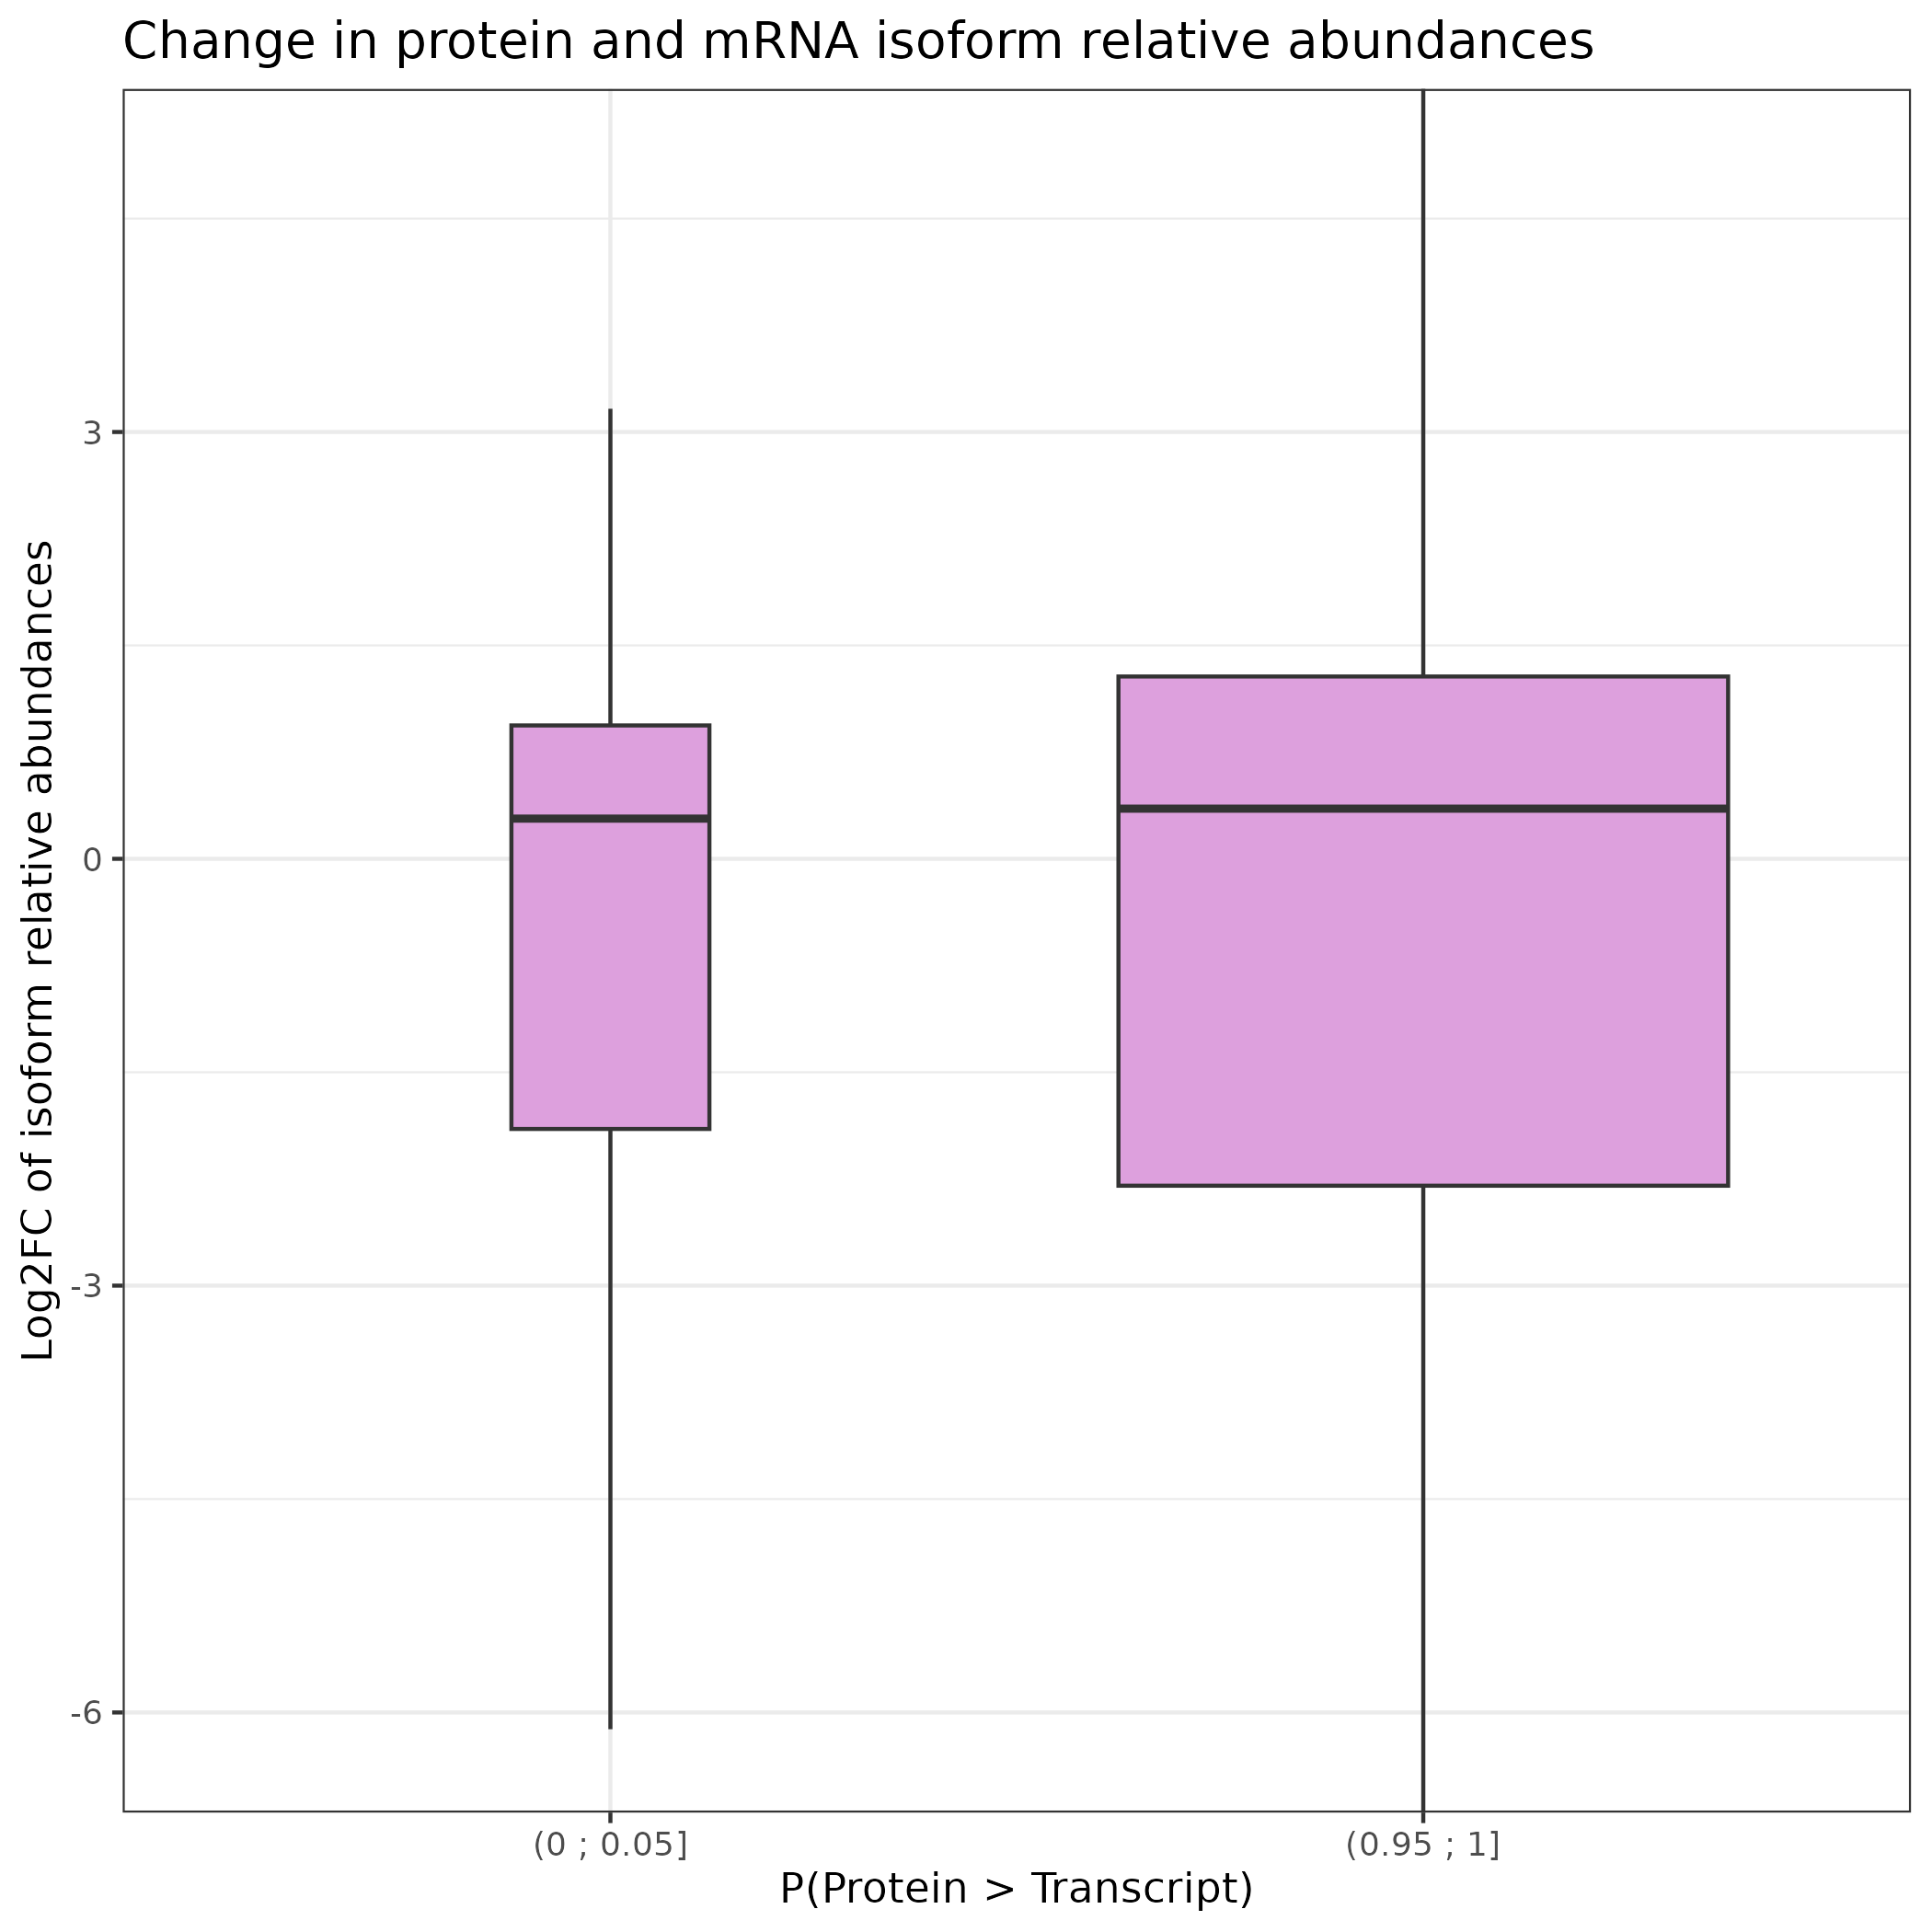 Change in protein and mRNA isoform relative abundances
Log2FC of isoform relative abundances
3
0
-3
-6
(0 ; 0.05]
(0.95 ; 1]
P(Protein > Transcript)